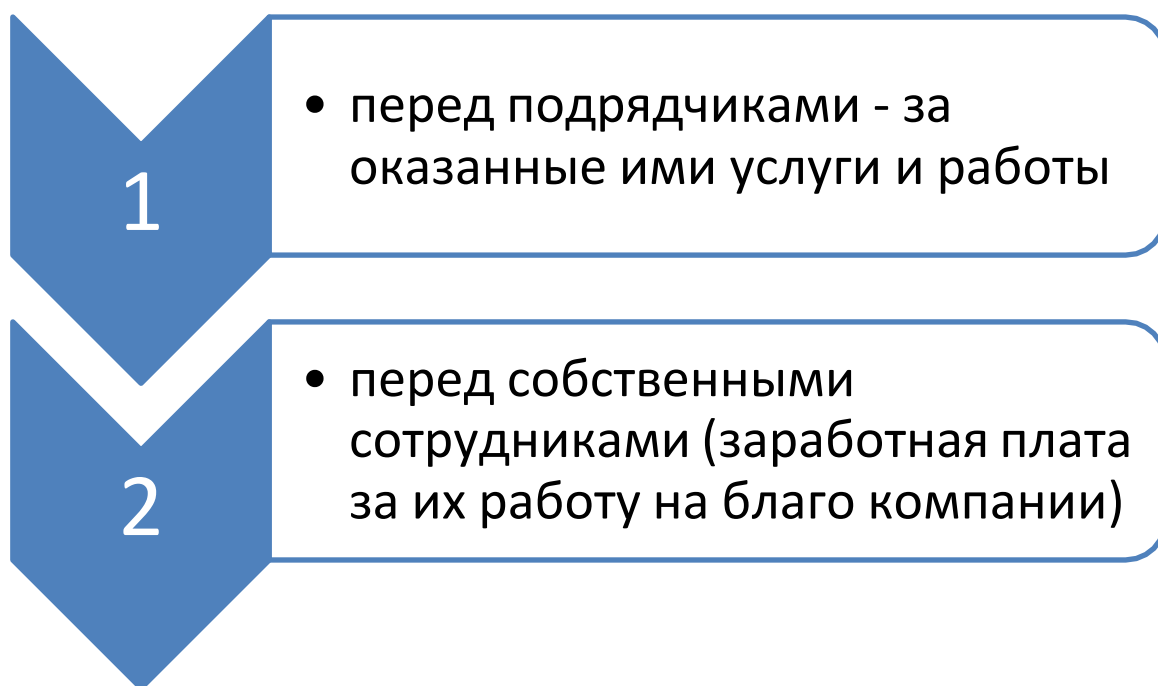 1
• перед подрядчиками - за
оказанные ими услуги и работы
2
• перед собственными
сотрудниками (заработная плата
за их работу на благо компании)